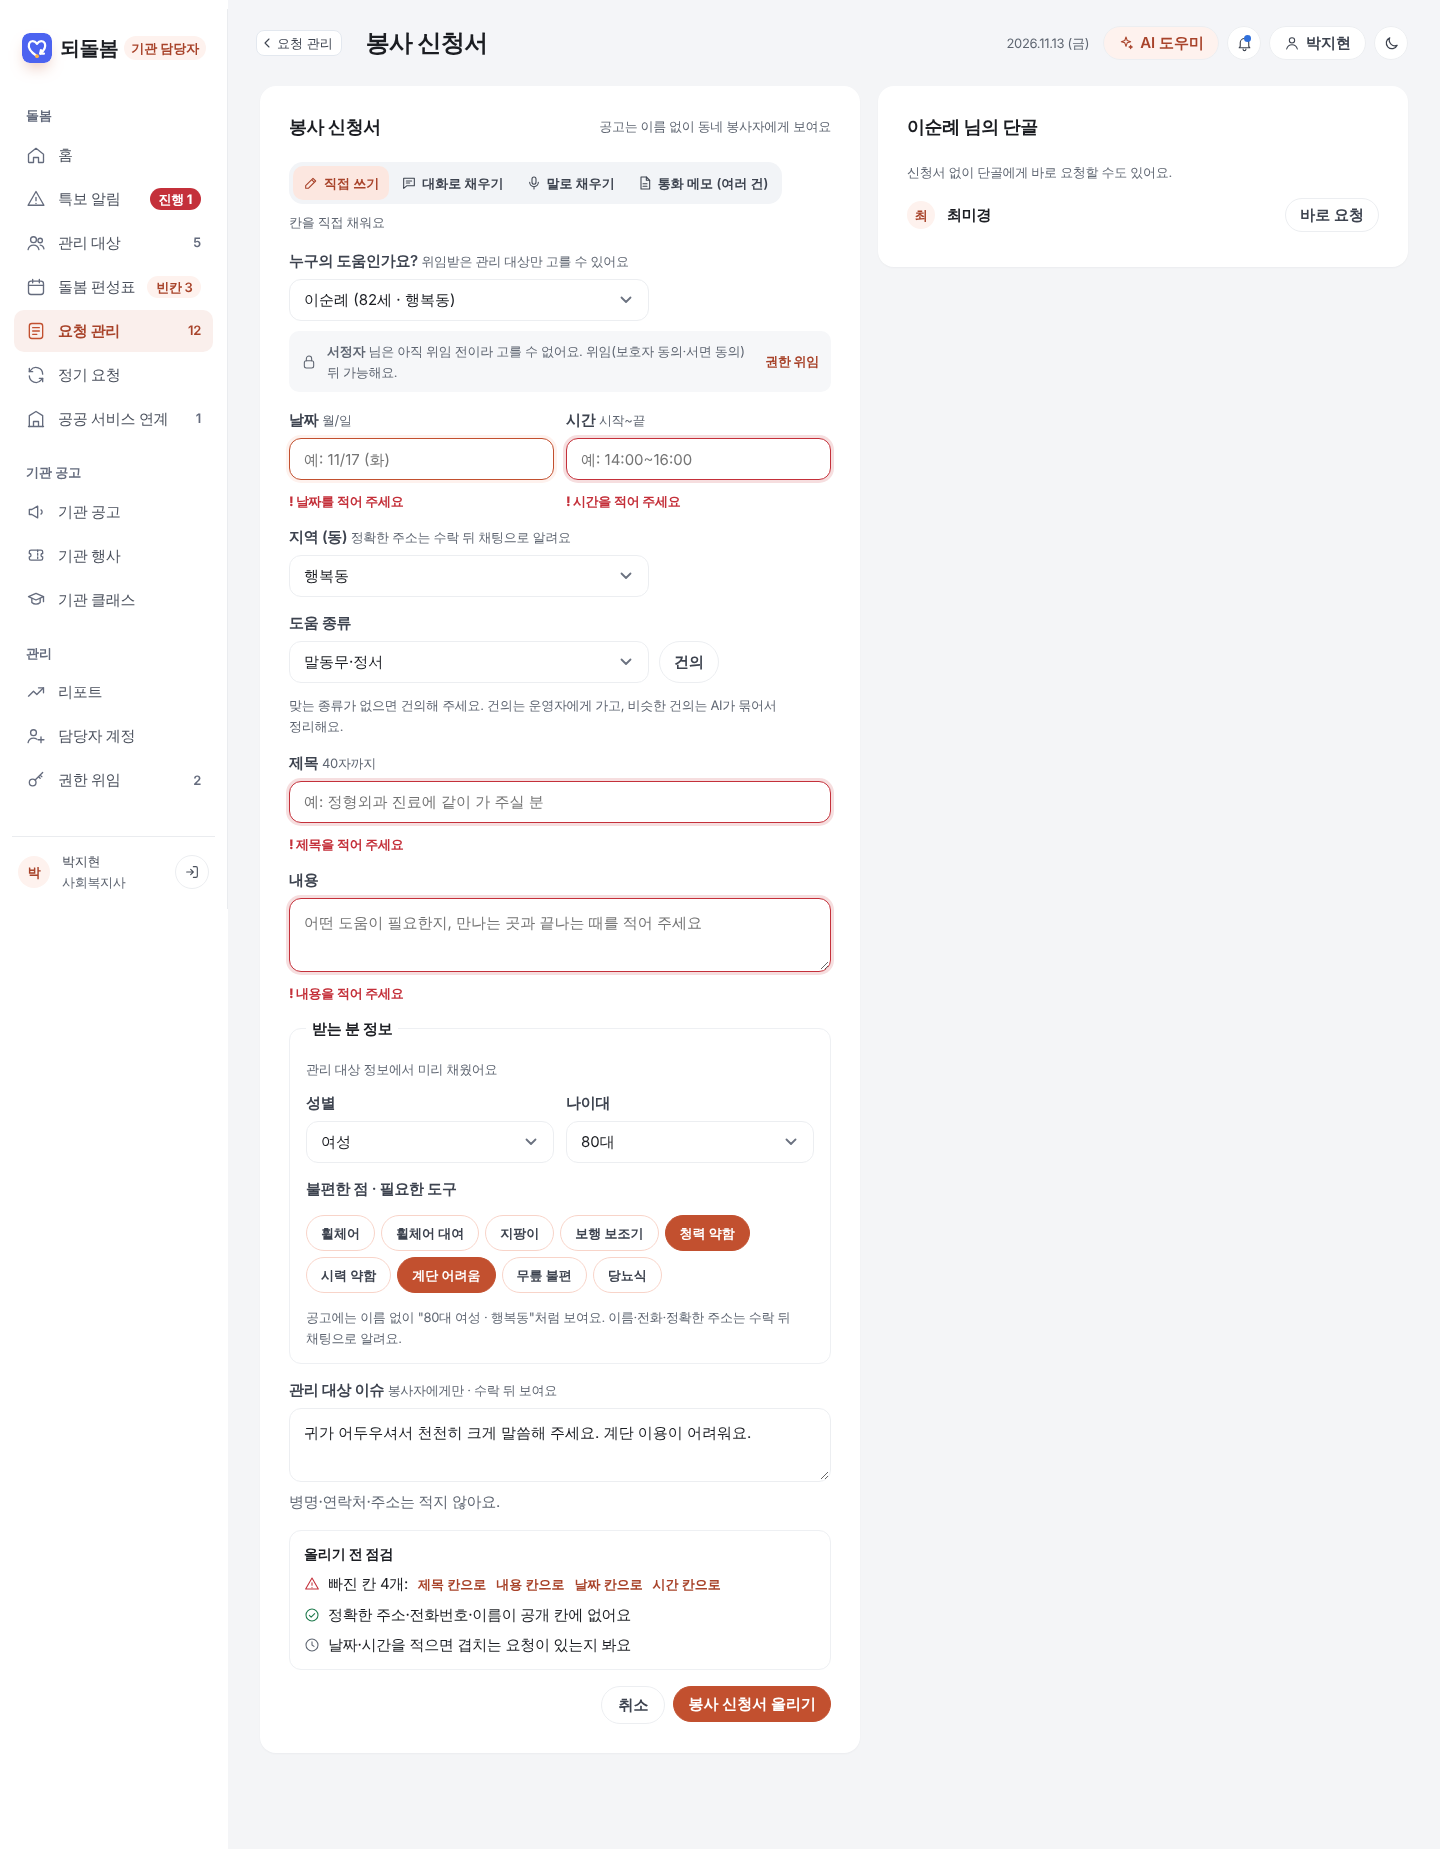 되돌봄 기관 담당자
돌봄
홈
특보 알림 진행 1
관리 대상 5
돌봄 편성표 빈칸 3
요청 관리 12
정기 요청
공공 서비스 연계 1
기관 공고
기관 공고
기관 행사
기관 클래스
관리
리포트
담당자 계정
권한 위임 2
박 박지현
사회복지사
요청 관리 봉사 신청서 2026.11.13 (금) AI 도우미 박지현
봉사 신청서 공고는 이름 없이 동네 봉사자에게 보여요
직접 쓰기 대화로 채우기 말로 채우기 통화 메모 (여러 건)
칸을 직접 채워요
누구의 도움인가요? 위임받은 관리 대상만 고를 수 있어요
이순례 (82세 · 행복동)
서정자 님은 아직 위임 전이라 고를 수 없어요. 위임(보호자 동의·서면 동의)
뒤 가능해요.
권한 위임
날짜 월/일 시간 시작~끝
예: 11/17 (화) 예: 14:00~16:00
! 날짜를 적어 주세요 ! 시간을 적어 주세요
지역 (동) 정확한 주소는 수락 뒤 채팅으로 알려요
행복동
도움 종류
말동무·정서 건의
맞는 종류가 없으면 건의해 주세요. 건의는 운영자에게 가고, 비슷한 건의는 AI가 묶어서
정리해요.
제목 40자까지
예: 정형외과 진료에 같이 가 주실 분
! 제목을 적어 주세요
내용
어떤 도움이 필요한지, 만나는 곳과 끝나는 때를 적어 주세요
! 내용을 적어 주세요
받는 분 정보
관리 대상 정보에서 미리 채웠어요
성별 나이대
여성 80대
불편한 점 · 필요한 도구
휠체어 휠체어 대여 지팡이 보행 보조기 청력 약함
시력 약함 계단 어려움 무릎 불편 당뇨식
공고에는 이름 없이 "80대 여성 · 행복동"처럼 보여요. 이름·전화·정확한 주소는 수락 뒤
채팅으로 알려요.
관리 대상 이슈 봉사자에게만 · 수락 뒤 보여요
귀가 어두우셔서 천천히 크게 말씀해 주세요. 계단 이용이 어려워요.
병명·연락처·주소는 적지 않아요.
올리기 전 점검
빠진 칸 4개: 제목 칸으로 내용 칸으로 날짜 칸으로 시간 칸으로
정확한 주소·전화번호·이름이 공개 칸에 없어요
날짜·시간을 적으면 겹치는 요청이 있는지 봐요
취소 봉사 신청서 올리기
이순례 님의 단골
신청서 없이 단골에게 바로 요청할 수도 있어요.
최 최미경 바로 요청